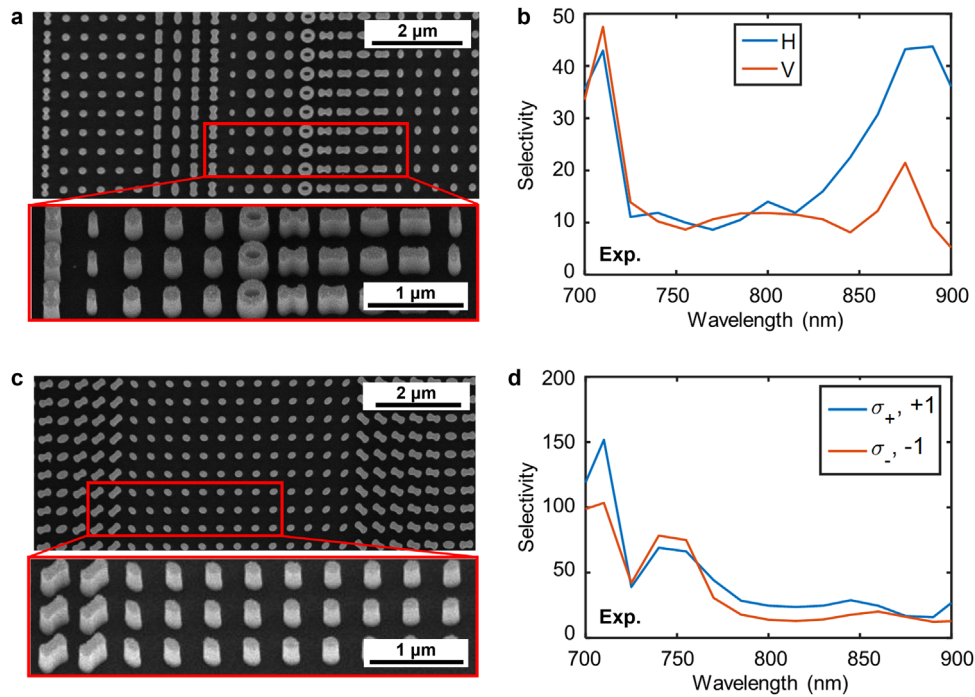 a
2 µm
1 µm
b
50
40
30
20
10
0
Selectivity
H
V
Exp.
700
750
800
850
900
Wavelength (nm)
c
2 µm
1 µm
d
200
150
100
50
0
Selectivity
σ+, +1
σ-, -1
Exp.
700
750
800
850
900
Wavelength (nm)